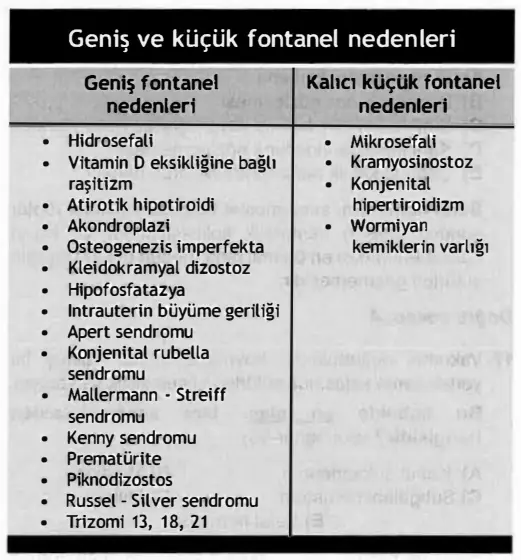 Geniş ve küçük fontanel nedenleri
Geniş fontanel
nedenleri
• Hidrosefali
• Vitamin D eksikliğine bağlı
raşitizm
• Atirotik hipotiroidi
• Akondroplazi
• Osteogenezis imperfekta
• Kleidokramyal dizostoz
• Hipofosfatazya
• Intrauterin büyüme geriliği
• Apert sendromu
• Konjenital rubella
sendromu
• Mallermann - Streiff
sendromu
• Kenny sendromu
• Prematürite
• Piknodizostos
• Russel - Silver sendromu
• Trizomi 13, 18, 21
Kalıcı küçük fontanel
nedenleri
• Mikrosefali
• Kramyosinostoz
• Konjenital
hipertiroidizm
• Wormiyan
kemiklerin varlığı